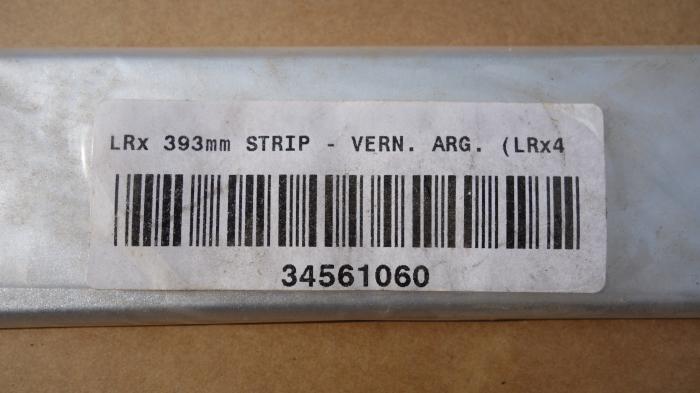 LRx 393mm STRIP - VERN. ARG. (LRx4
34561060